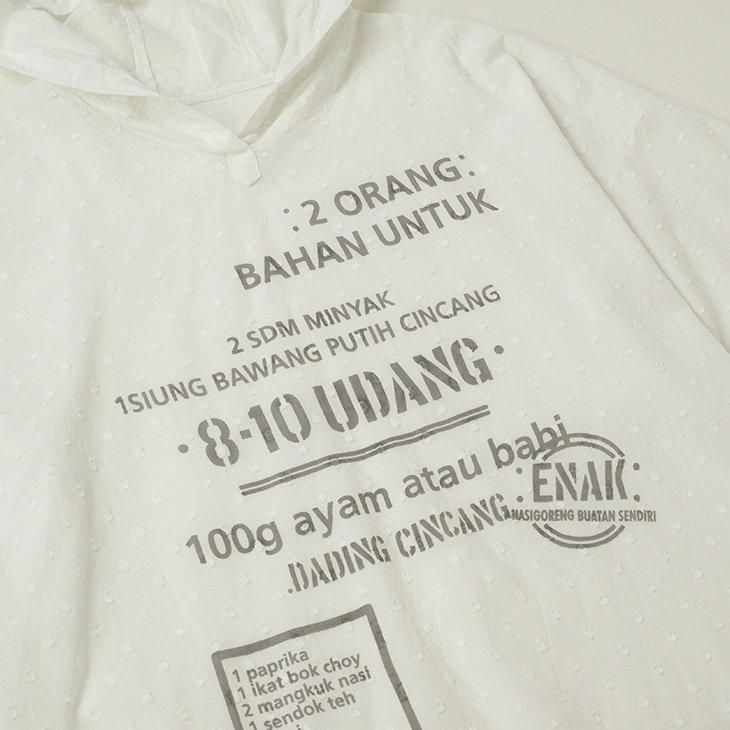 : 2 ORANG :
BAHAN UNTUK
2 SDM MINYAK
1SIUNG BAWANG PUTIH CINCANG
· 8-10 UDANG ·
100g ayam atau babi
.DADING CINCANG.
: ENAK :
NASIGORENG BUATAN SENDIRI
1 paprika
1 ikat bok choy
2 mangkuk nasi
1 sendok teh